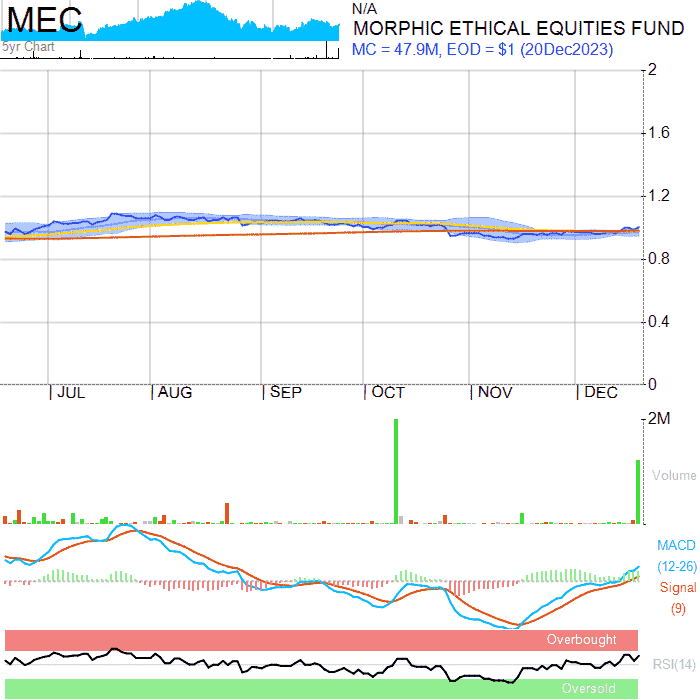 MEC
5yr Chart
N/A
MORPHIC ETHICAL EQUITIES FUND
MC = 47.9M, EOD = $1 (20Dec2023)
2
1.6
1.2
0.8
0.4
0
JUL AUG SEP OCT NOV DEC
2M
Volume
MACD
(12-26)
Signal
(9)
Overbought
RSI(14)
Oversold